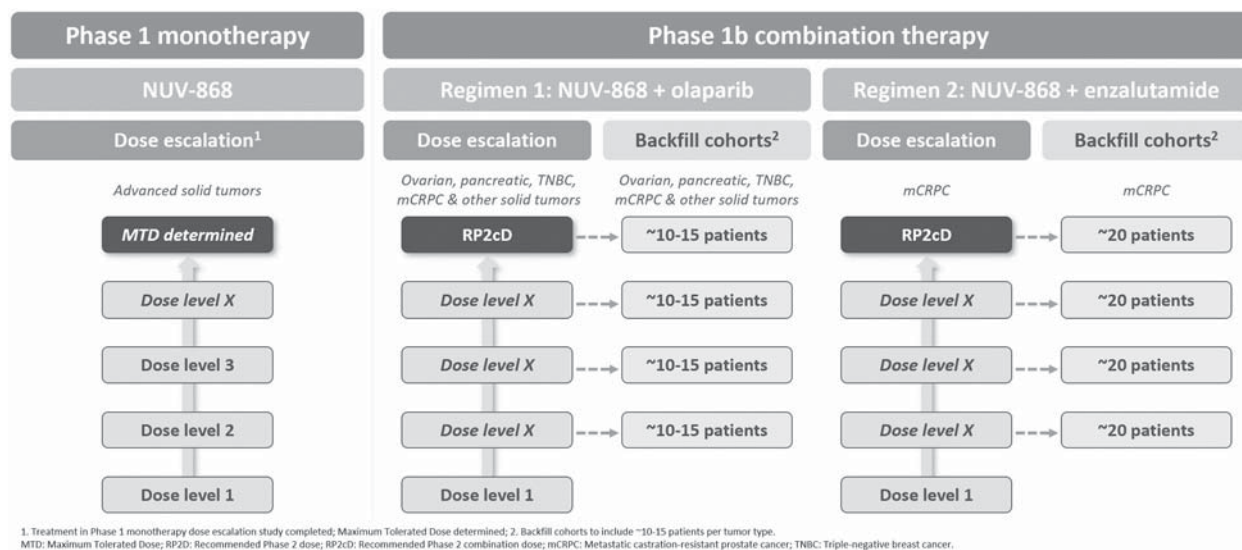 Phase 1 monotherapy
Phase 1b combination therapy
NUV-868
Regimen 1: NUV-868 + olaparib
Regimen 2: NUV-868 + enzalutamide
Dose escalation1
Dose escalation
Backfill cohorts2
Dose escalation
Backfill cohorts2
Advanced solid tumors
Ovarian, pancreatic, TNBC,
mCRPC & other solid tumors
Ovarian, pancreatic, TNBC,
mCRPC & other solid tumors
mCRPC
mCRPC
MTD determined
RP2cD
~10-15 patients
RP2cD
~20 patients
Dose level X
Dose level X
~10-15 patients
Dose level X
~20 patients
Dose level 3
Dose level X
~10-15 patients
Dose level X
~20 patients
Dose level 2
Dose level X
~10-15 patients
Dose level X
~20 patients
Dose level 1
Dose level 1
Dose level 1
1. Treatment in Phase 1 monotherapy dose escalation study completed; Maximum Tolerated Dose determined; 2. Backfill cohorts to include ~10-15 patients per tumor type.
MTD: Maximum Tolerated Dose; RP2D: Recommended Phase 2 dose; RP2cD: Recommended Phase 2 combination dose; mCRPC: Metastatic castration-resistant prostate cancer; TNBC: Triple-negative breast cancer.